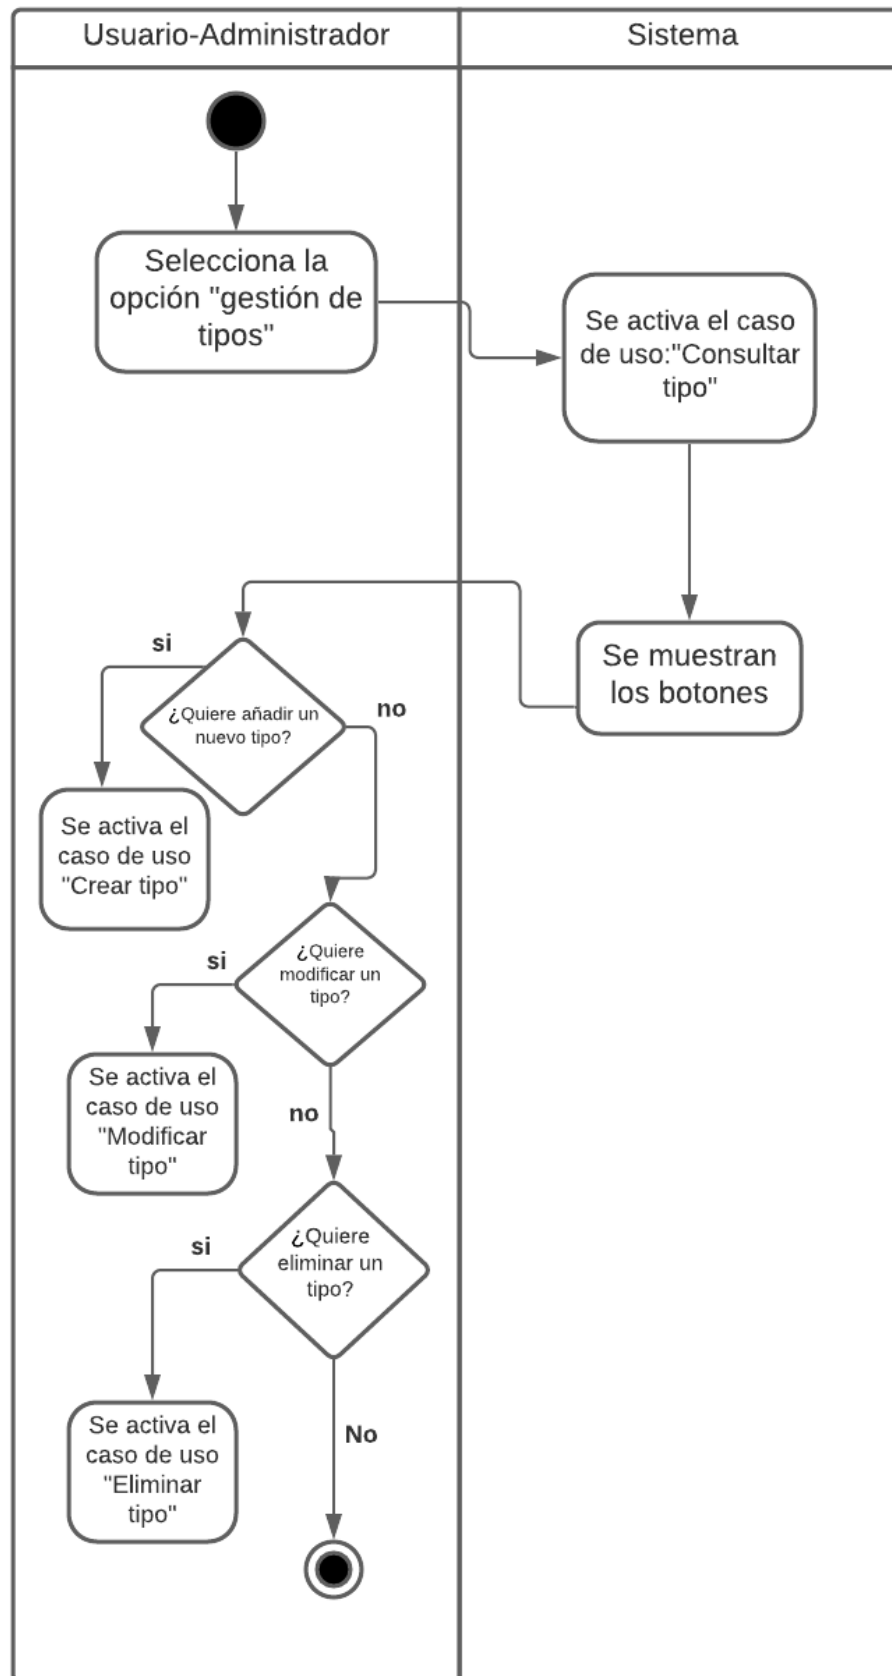 Usuario-Administrador
Sistema
Selecciona la
opción "gestión de
tipos"
Se activa el caso
de uso:"Consultar
tipo"
Se muestran
los botones
si
¿Quiere añadir un
nuevo tipo?
no
Se activa el
caso de uso
"Crear tipo"
si
¿Quiere
modificar un
tipo?
Se activa el
caso de uso
"Modificar
tipo"
no
si
¿Quiere
eliminar un
tipo?
Se activa el
caso de uso
"Eliminar
tipo"
No